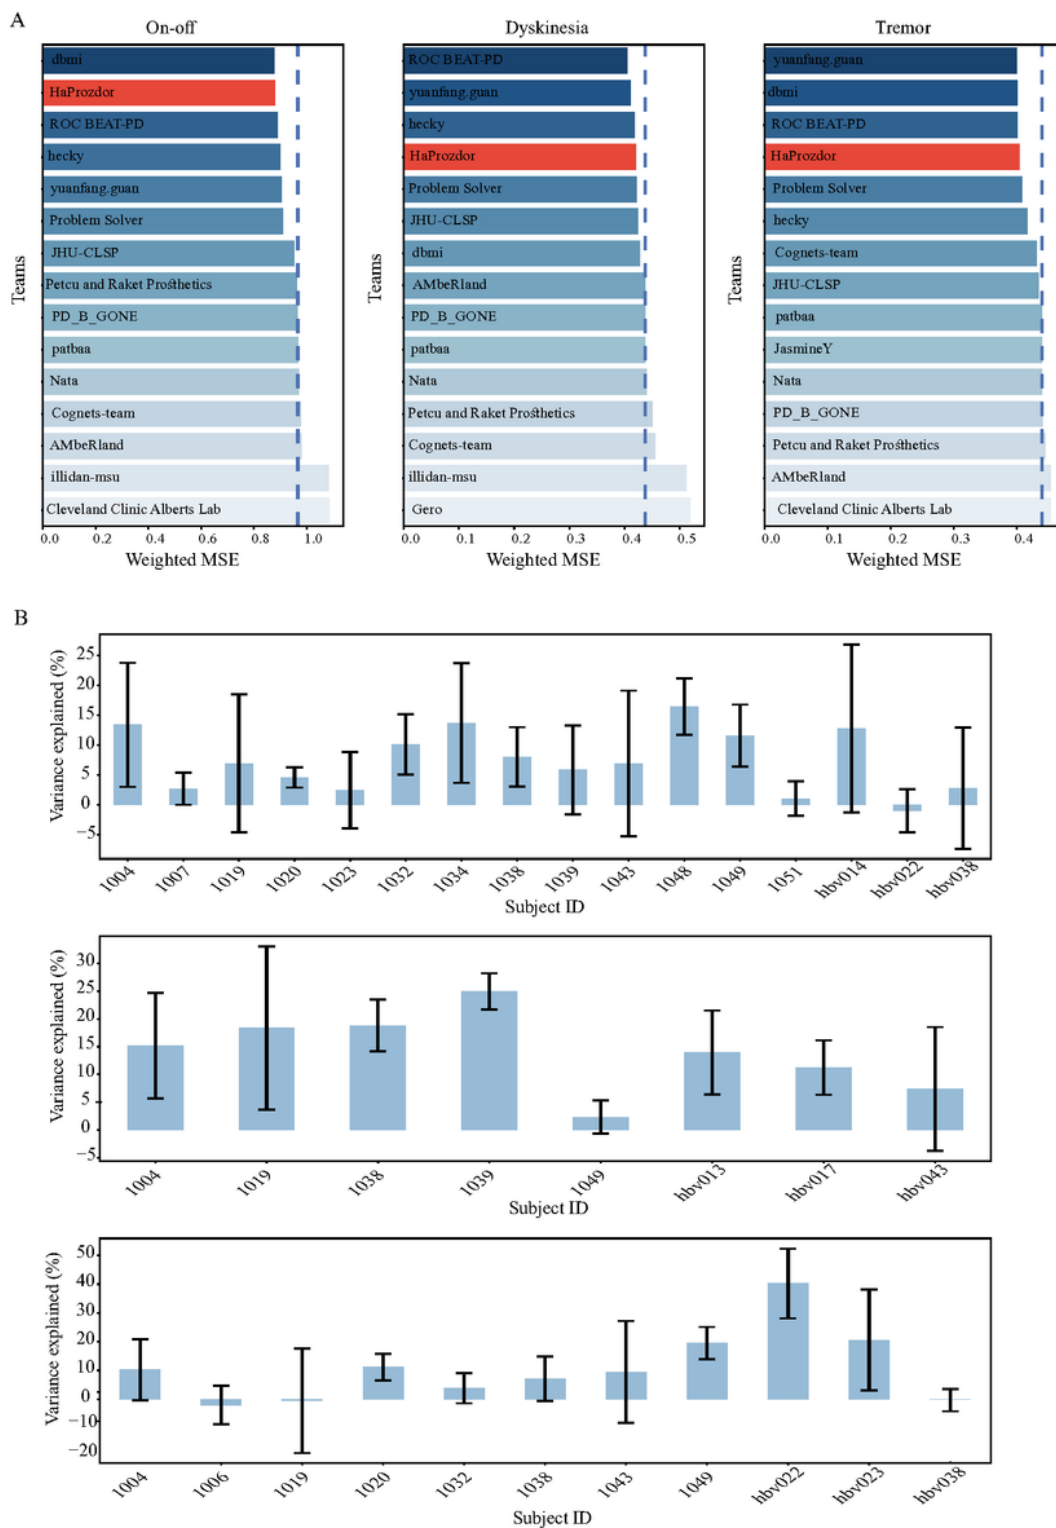 A
On-off
Dyskinesia
Tremor
Teams
dbmi
HaProzdor
ROC BEAT-PD
hecky
yuanfang.guan
Problem Solver
JHU-CLSP
Petcu and Raket Prosthetics
PD_B_GONE
patbaa
Nata
Cognets-team
AMbeRland
illidan-msu
Cleveland Clinic Alberts Lab
0.0 0.2 0.4 0.6 0.8 1.0
Weighted MSE
Teams
ROC BEAT-PD
yuanfang.guan
hecky
HaProzdor
Problem Solver
JHU-CLSP
dbmi
AMbeRland
PD_B_GONE
patbaa
Nata
Petcu and Raket Prosthetics
Cognets-team
illidan-msu
Gero
0.0 0.1 0.2 0.3 0.4 0.5
Weighted MSE
Teams
yuanfang.guan
dbmi
ROC BEAT-PD
HaProzdor
Problem Solver
hecky
Cognets-team
JHU-CLSP
patbaa
JasmineY
Nata
PD_B_GONE
Petcu and Raket Prosthetics
AMbeRland
Cleveland Clinic Alberts Lab
0.0 0.1 0.2 0.3 0.4
Weighted MSE
B
Variance explained (%)
25
20
15
10
5
0
−5
1004 1007 1019 1020 1023 1032 1034 1038 1039 1043 1048 1049 1051 hbv014 hbv022 hbv038
Subject ID
Variance explained (%)
30
25
20
15
10
5
0
−5
1004 1019 1038 1039 1049 hbv013 hbv017 hbv043
Subject ID
Variance explained (%)
50
40
30
20
10
0
−10
−20
1004 1006 1019 1020 1032 1038 1043 1049 hbv022 hbv023 hbv038
Subject ID